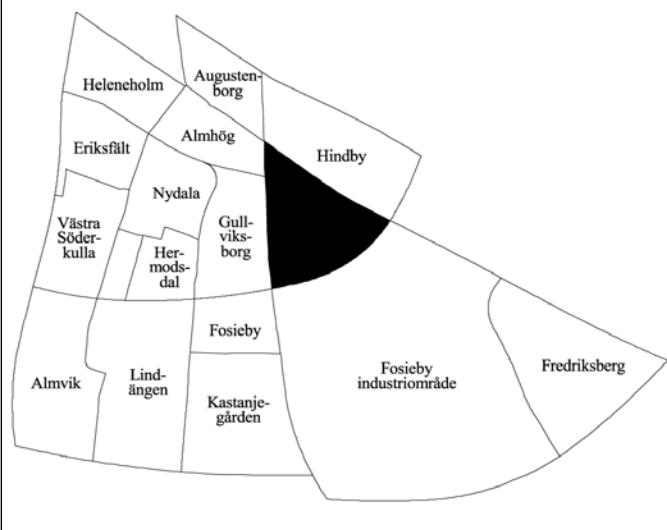 Heleneholm
Augusten-
borg
Almhög
Eriksfält
Hindby
Nydala
Västra
Söder-
kulla
Gull-
viks-
borg
Her-
mods-
dal
Fosieby
Almvik
Lind-
ängen
Kastanje-
gården
Fosieby
industriområde
Fredriksberg